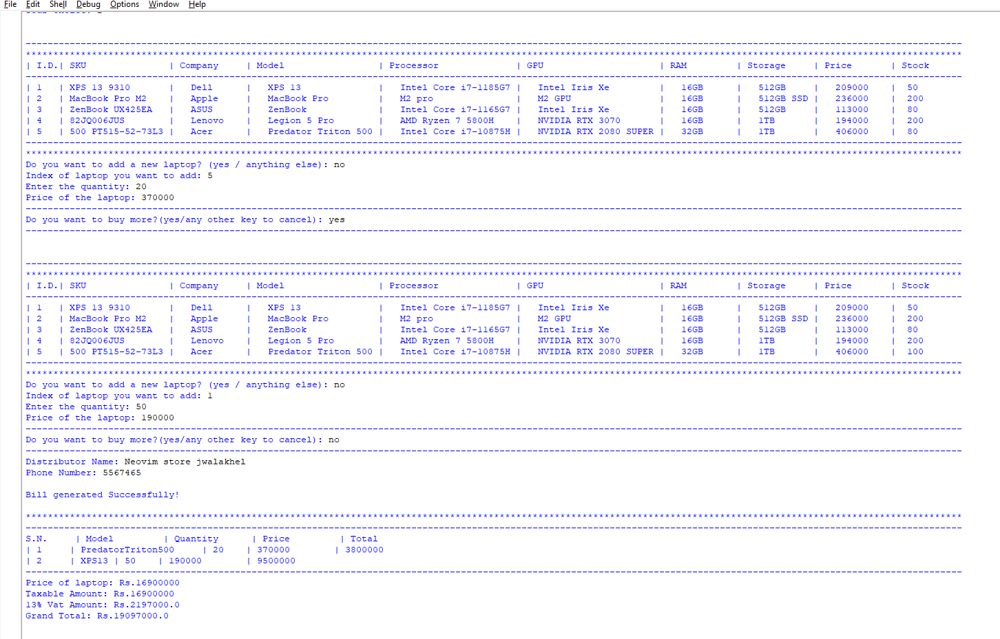 File Edit Shell Debug Options Window Help
--------------------------------------------------------------------------------
********************************************************************************
| I.D.| SKU | Company | Model | Processor | GPU | RAM | Storage | Price | Stock
--------------------------------------------------------------------------------
| 1 | XPS 13 9310 | Dell | XPS 13 | Intel Core i7-1185G7 | Intel Iris Xe | 16GB | 512GB | 209000 | 50
| 2 | MacBook Pro M2 | Apple | MacBook Pro | M2 pro | M2 GPU | 16GB | 512GB SSD | 236000 | 200
| 3 | ZenBook UX425EA | ASUS | ZenBook | Intel Core i7-1165G7 | Intel Iris Xe | 16GB | 512GB | 113000 | 80
| 4 | 82JQ006JUS | Lenovo | Legion 5 Pro | AMD Ryzen 7 5800H | NVIDIA RTX 3070 | 16GB | 1TB | 194000 | 200
| 5 | 500 PT515-52-73L3 | Acer | Predator Triton 500 | Intel Core i7-10875H | NVIDIA RTX 2080 SUPER | 32GB | 1TB | 406000 | 80
--------------------------------------------------------------------------------
********************************************************************************
Do you want to add a new laptop? (yes / anything else): no
Index of laptop you want to add: 5
Enter the quantity: 20
Price of the laptop: 370000
--------------------------------------------------------------------------------
Do you want to buy more?(yes/any other key to cancel): yes
--------------------------------------------------------------------------------
--------------------------------------------------------------------------------
********************************************************************************
| I.D.| SKU | Company | Model | Processor | GPU | RAM | Storage | Price | Stock
--------------------------------------------------------------------------------
| 1 | XPS 13 9310 | Dell | XPS 13 | Intel Core i7-1185G7 | Intel Iris Xe | 16GB | 512GB | 209000 | 50
| 2 | MacBook Pro M2 | Apple | MacBook Pro | M2 pro | M2 GPU | 16GB | 512GB SSD | 236000 | 200
| 3 | ZenBook UX425EA | ASUS | ZenBook | Intel Core i7-1165G7 | Intel Iris Xe | 16GB | 512GB | 113000 | 80
| 4 | 82JQ006JUS | Lenovo | Legion 5 Pro | AMD Ryzen 7 5800H | NVIDIA RTX 3070 | 16GB | 1TB | 194000 | 200
| 5 | 500 PT515-52-73L3 | Acer | Predator Triton 500 | Intel Core i7-10875H | NVIDIA RTX 2080 SUPER | 32GB | 1TB | 406000 | 100
--------------------------------------------------------------------------------
********************************************************************************
Do you want to add a new laptop? (yes / anything else): no
Index of laptop you want to add: 1
Enter the quantity: 50
Price of the laptop: 190000
--------------------------------------------------------------------------------
Do you want to buy more?(yes/any other key to cancel): no
--------------------------------------------------------------------------------
Distributor Name: Neovim store jwalakhel
Phone Number: 5567465
Bill generated Successfully!
********************************************************************************
--------------------------------------------------------------------------------
S.N. | Model | Quantity | Price | Total
| 1 | PredatorTriton500 | 20 | 370000 | 3800000
| 2 | XPS13 | 50 | 190000 | 9500000
--------------------------------------------------------------------------------
Price of laptop: Rs.16900000
Taxable Amount: Rs.16900000
13% Vat Amount: Rs.2197000.0
Grand Total: Rs.19097000.0